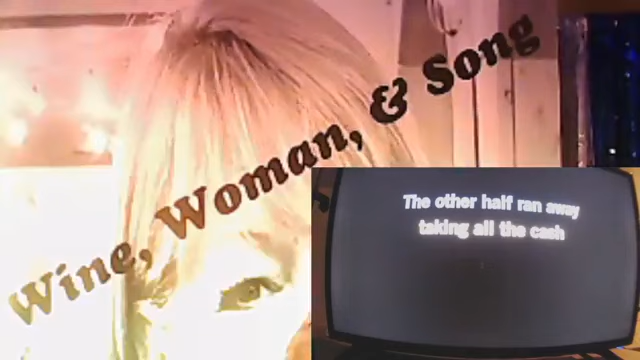 Wine, Woman, & Song
The other half ran away
taking all the cash